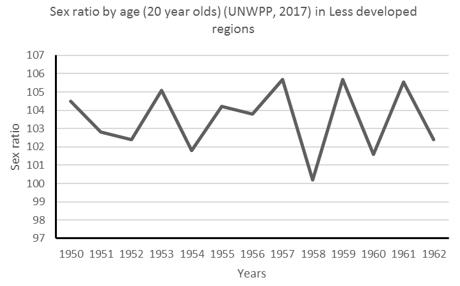 Sex ratio by age (20 year olds) (UNWPP, 2017) in Less developed
regions
107
106
105
104
103
102
101
100
99
98
97
Sex ratio
1950 1951 1952 1953 1954 1955 1956 1957 1958 1959 1960 1961 1962
Years